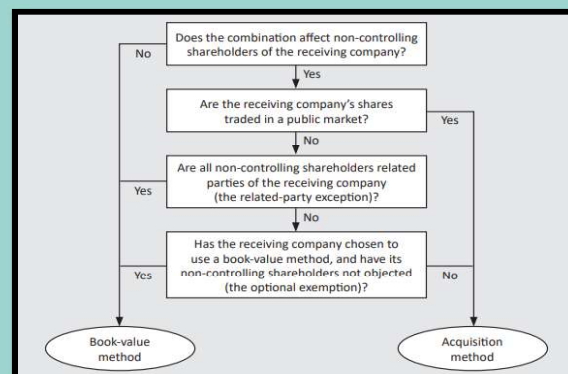 Does the combination affect non-controlling
shareholders of the receiving company?
No
Yes
Are the receiving company's shares
traded in a public market?
Yes
No
Are all non-controlling shareholders related
parties of the receiving company
(the related-party exception)?
Yes
No
Has the receiving company chosen to
use a book-value method, and have its
non-controlling shareholders not objected
(the optional exemption)?
Yes
No
Book-value
method
Acquisition
method